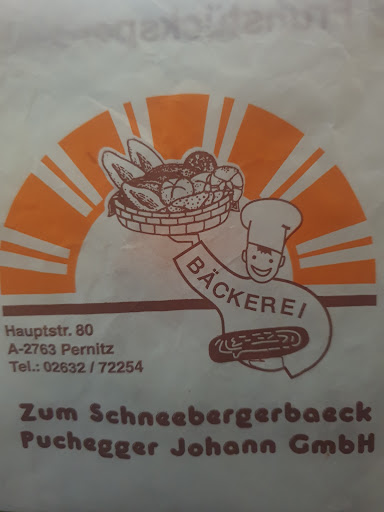 BÄCKEREI
Hauptstr. 80
A-2763 Pernitz
Tel.: 02632 / 72254
Zum Schneebergerbaeck
Puchegger Johann GmbH